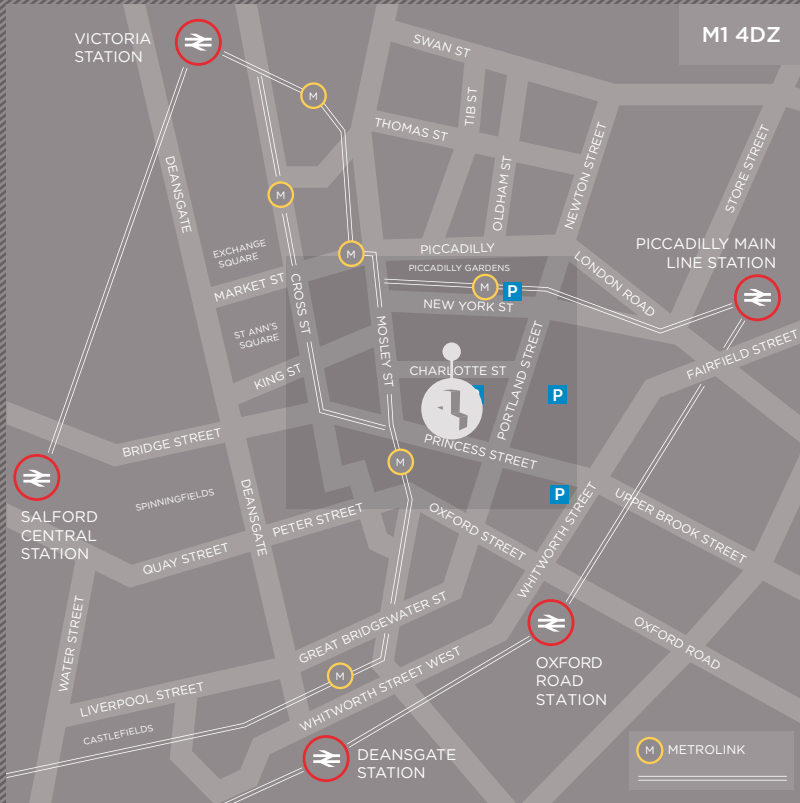 M1 4DZ
VICTORIA
STATION
SWAN ST
M
TIB ST
THOMAS ST
NEWTON STREET
STORE STREET
DEANSGATE
OLDHAM ST
M
EXCHANGE
SQUARE
M
PICCADILLY
PICCADILLY MAIN
LINE STATION
PICCADILLY GARDENS
LONDON ROAD
MARKET ST
CROSS ST
M
P
NEW YORK ST
ST ANN'S
SQUARE
MOSLEY ST
PORTLAND STREET
FAIRFIELD STREET
KING ST
CHARLOTTE ST
P
BRIDGE STREET
PRINCESS STREET
M
SALFORD
CENTRAL
STATION
SPINNINGFIELDS
DEANSGATE
P
UPPER BROOK STREET
WHITWORTH STREET
PETER STREET
OXFORD STREET
QUAY STREET
WATER STREET
GREAT BRIDGEWATER ST
OXFORD ROAD
OXFORD
ROAD
STATION
M
LIVERPOOL STREET
WHITWORTH STREET WEST
CASTLEFIELDS
DEANSGATE
STATION
M METROLINK